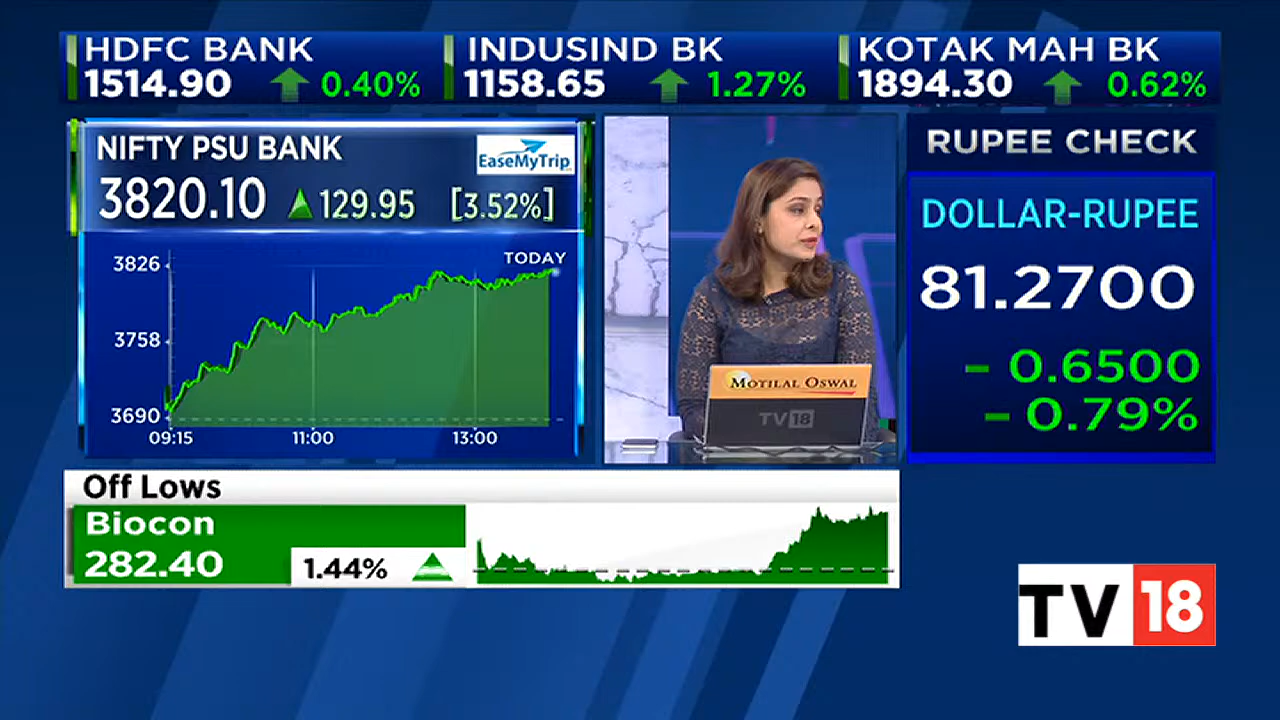 HDFC BANK
1514.90 0.40%
INDUSIND BK
1158.65 1.27%
KOTAK MAH BK
1894.30 0.62%
NIFTY PSU BANK
EaseMyTrip
3820.10 129.95 [3.52%]
TODAY
3826
3758
3690
09:15 11:00 13:00
MOTILAL OSWAL
TV18
RUPEE CHECK
DOLLAR-RUPEE
81.2700
- 0.6500
- 0.79%
Off Lows
Biocon
282.40 1.44%
TV18